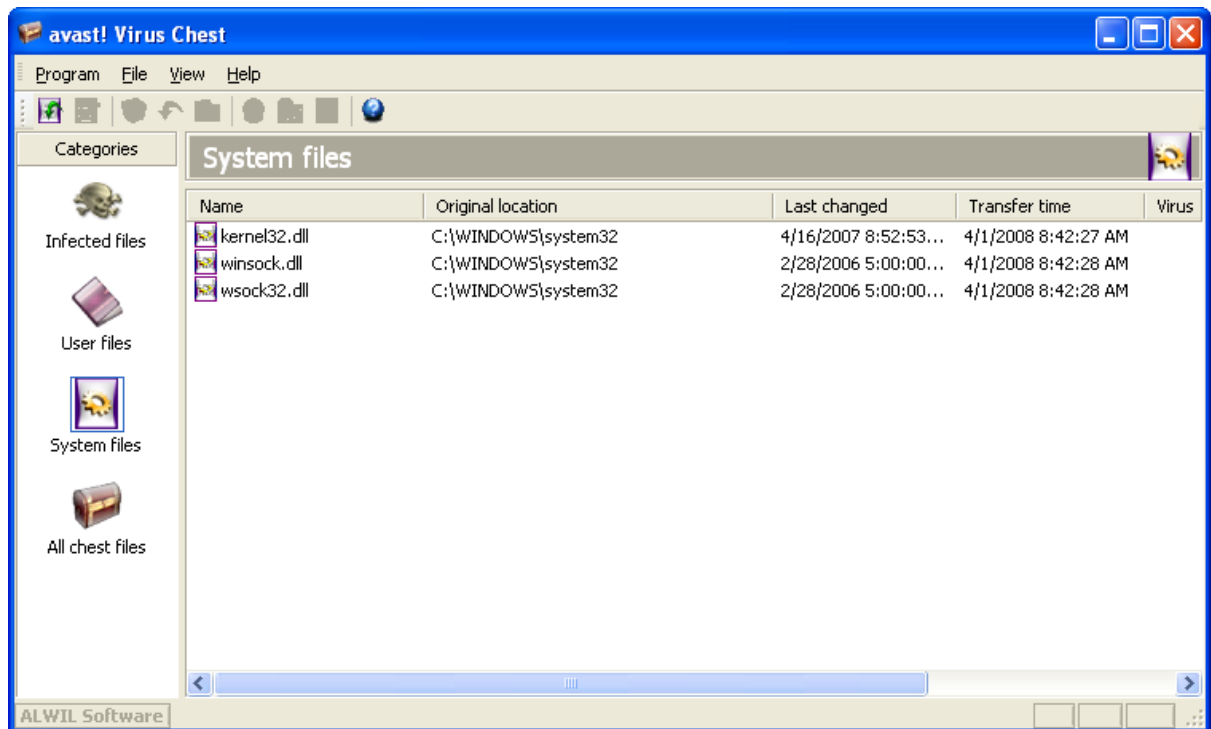 avast! Virus Chest
Program File View Help
Categories
System files
Infected files
User files
System files
All chest files
Name Original location Last changed Transfer time Virus
kernel32.dll C:\WINDOWS\system32 4/16/2007 8:52:53... 4/1/2008 8:42:27 AM
winsock.dll C:\WINDOWS\system32 2/28/2006 5:00:00... 4/1/2008 8:42:28 AM
wsock32.dll C:\WINDOWS\system32 2/28/2006 5:00:00... 4/1/2008 8:42:28 AM
ALWIL Software